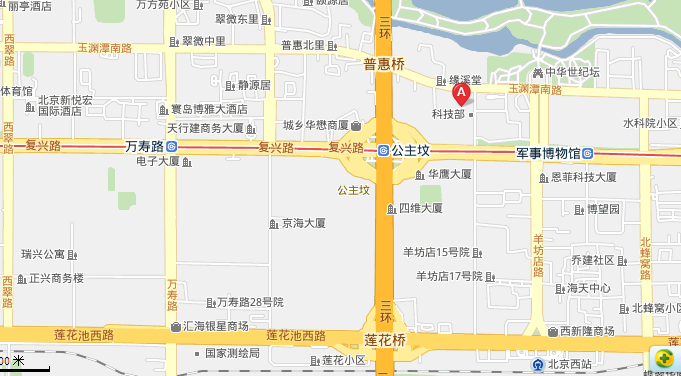 丽亭酒店
万方苑小区
颐源居
翠微东里
三环
翠微中里
普惠北里
玉渊潭南路
普惠桥
西翠路
缘溪堂
中华世纪坛
静源居
体育馆
玉渊潭南路
北京新悦宏
国际酒店
寰岛博雅大酒店
A
科技部
城乡华懋商厦
天行建商务大厦
水科院小区
西翠路
复兴路
万寿路
复兴路
复兴路
公主坟
军事博物馆
电子大厦
华鹰大厦
恩菲科技大厦
公主坟
四维大厦
博望园
京海大厦
羊坊店路
北蜂窝路
瑞兴公寓
羊坊店15号院
乔建社区
正兴商务楼
羊坊店17号院
万寿路
海天中心
西翠路
万寿路28号院
三环
北蜂窝小区
汇海银星商场
西新隆商场
莲花池西路
莲花池西路
莲花桥
莲
国家测绘局
莲花小区
北京西站
00 米